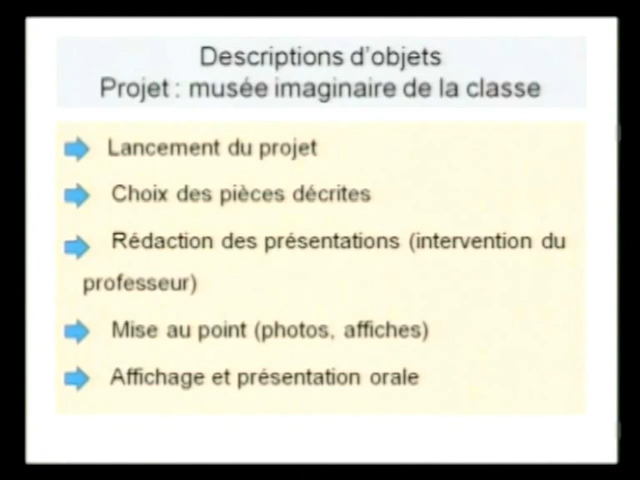 Descriptions d'objets
Projet : musée imaginaire de la classe
Lancement du projet
Choix des pièces décrites
Rédaction des présentations (intervention du
professeur)
Mise au point (photos, affiches)
Affichage et présentation orale